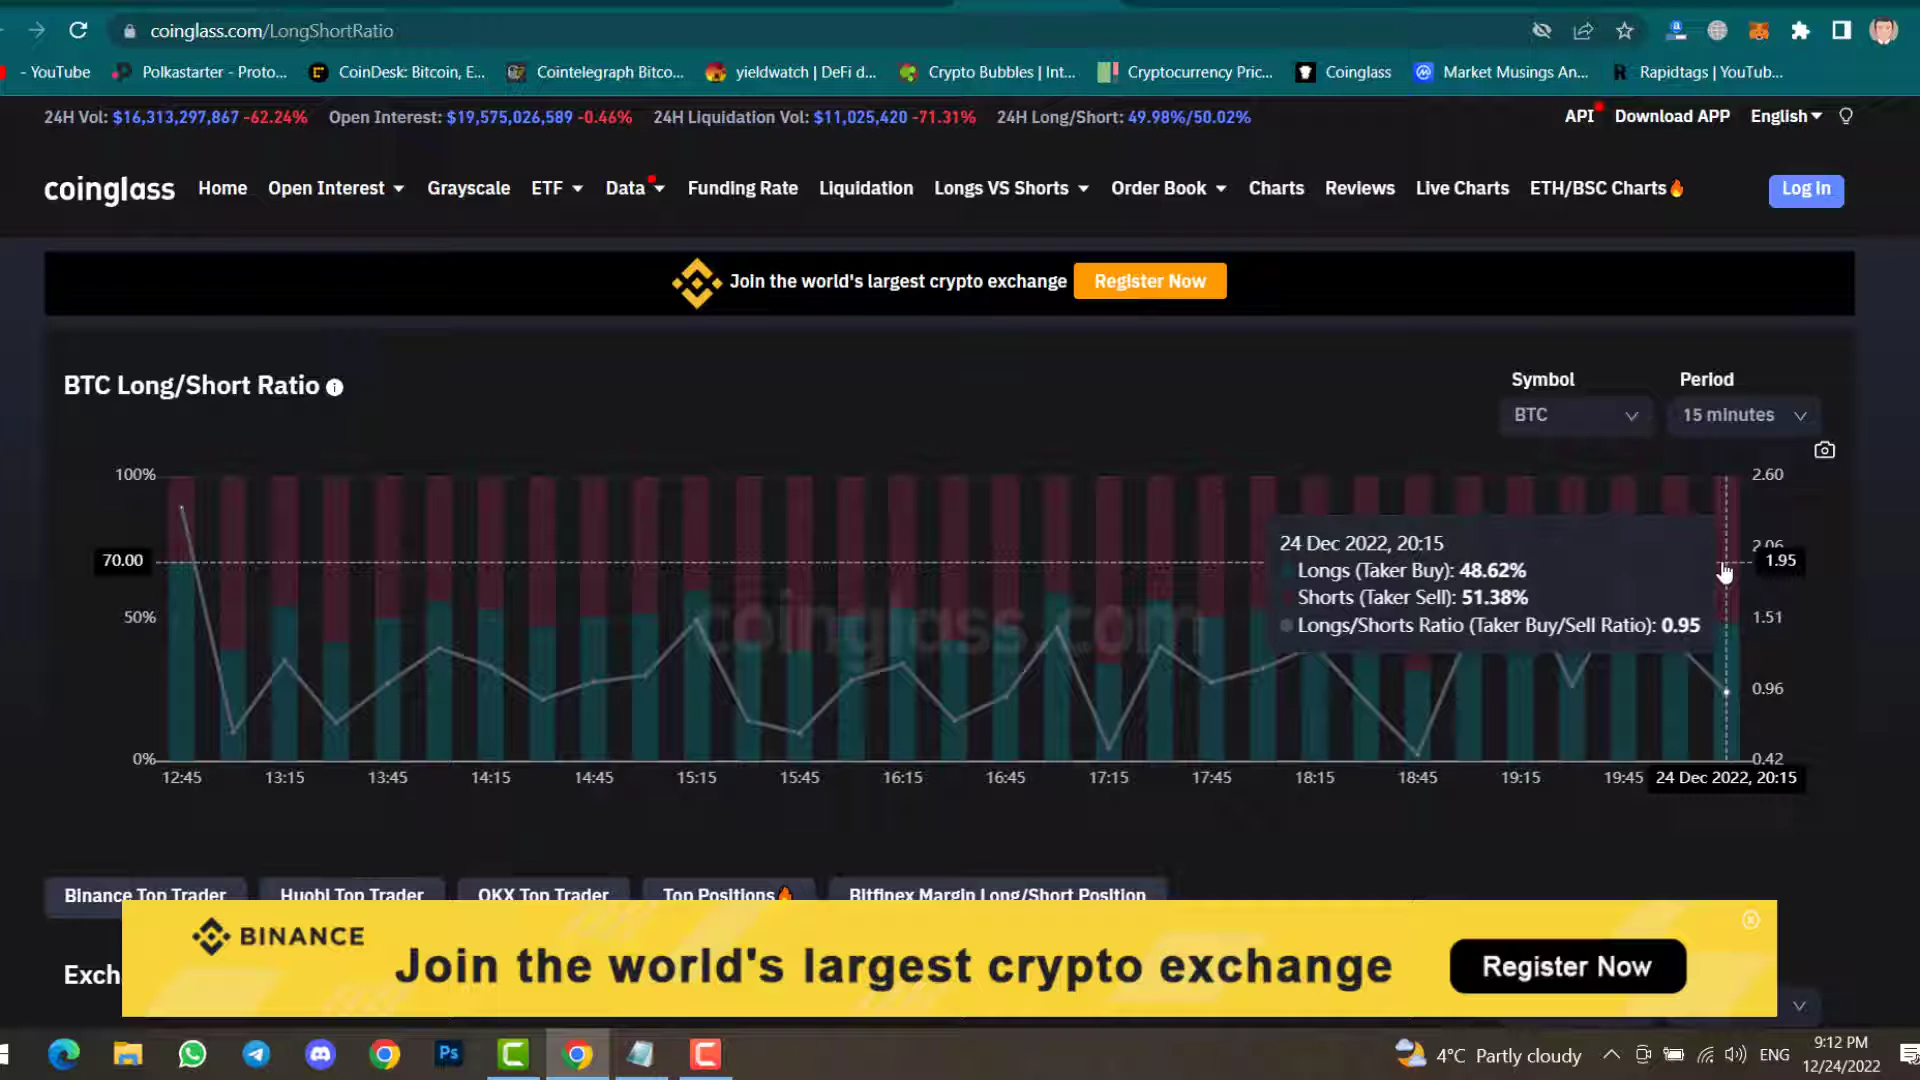 coinglass.com/LongShortRatio
- YouTube
Polkastarter - Proto...
CoinDesk: Bitcoin, E...
Cointelegraph Bitco...
yieldwatch | DeFi d...
Crypto Bubbles | Int...
Cryptocurrency Pric...
Coinglass
Market Musings An...
Rapidtags | YouTub...
24H Vol: $16,313,297,867 -62.24% Open Interest: $19,575,026,589 -0.46% 24H Liquidation Vol: $11,025,420 -71.31% 24H Long/Short: 49.98%/50.02%
API Download APP English
coinglass Home Open Interest Grayscale ETF Data Funding Rate Liquidation Longs VS Shorts Order Book Charts Reviews Live Charts ETH/BSC Charts Log In
Join the world's largest crypto exchange Register Now
BTC Long/Short Ratio
Symbol Period
BTC 15 minutes
100% 2.60
2.06
70.00 1.95
50% 1.51
0.96
0% 0.42
24 Dec 2022, 20:15
Longs (Taker Buy): 48.62%
Shorts (Taker Sell): 51.38%
Longs/Shorts Ratio (Taker Buy/Sell Ratio): 0.95
coinglass.com
12:45 13:15 13:45 14:15 14:45 15:15 15:45 16:15 16:45 17:15 17:45 18:15 18:45 19:15 19:45 24 Dec 2022, 20:15
Binance Top Trader Huobi Top Trader OKX Top Trader Top Positions Bitfinex Margin Long/Short Position
Exch
BINANCE
Join the world's largest crypto exchange
Register Now
Ps
4°C Partly cloudy
ENG
9:12 PM
12/24/2022